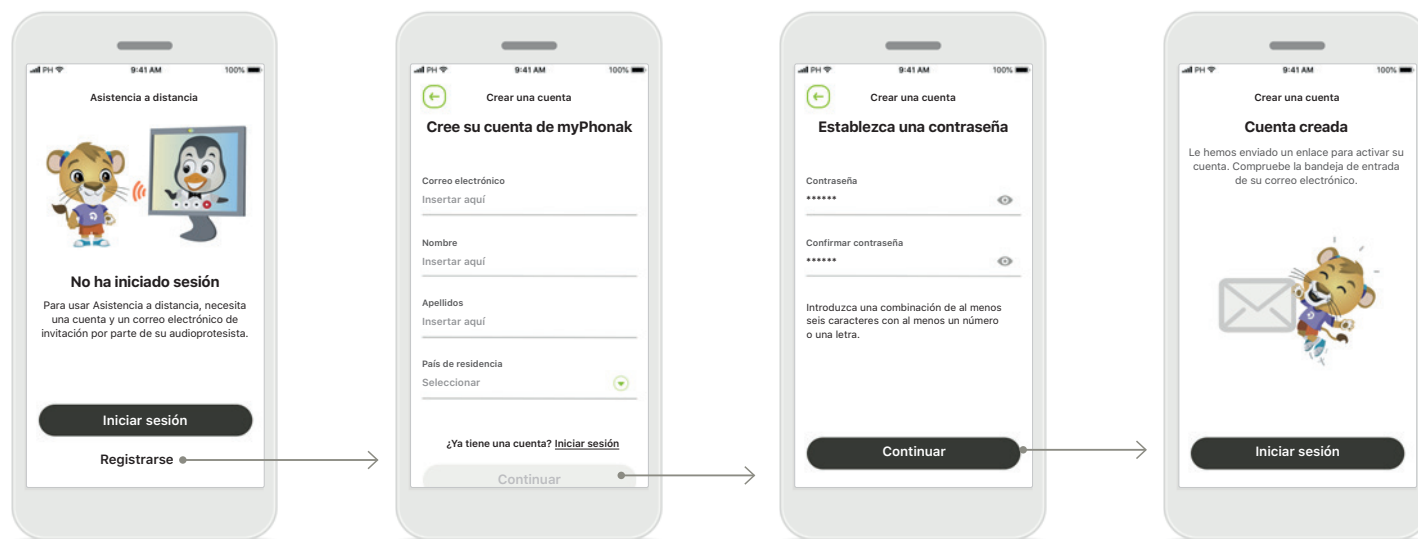 PH
9:41 AM
100%
Asistencia a distancia
No ha iniciado sesión
Para usar Asistencia a distancia, necesita
una cuenta y un correo electrónico de
invitación por parte de su audioprotesista.
Iniciar sesión
Registrarse
PH
9:41 AM
100%
Crear una cuenta
Cree su cuenta de myPhonak
Correo electrónico
Insertar aquí
Nombre
Insertar aquí
Apellidos
Insertar aquí
País de residencia
Seleccionar
¿Ya tiene una cuenta? Iniciar sesión
Continuar
PH
9:41 AM
100%
Crear una cuenta
Establezca una contraseña
Contraseña
••••••
Confirmar contraseña
••••••
Introduzca una combinación de al menos
seis caracteres con al menos un número
o una letra.
Continuar
PH
9:41 AM
100%
Crear una cuenta
Cuenta creada
Le hemos enviado un enlace para activar su
cuenta. Compruebe la bandeja de entrada
de su correo electrónico.
Iniciar sesión